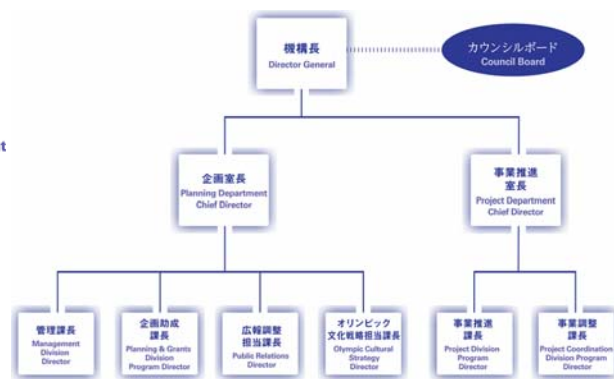 機構長
Director General
カウンシルボード
Council Board
企画室長
Planning Department
Chief Director
事業推進
室長
Project Department
Chief Director
管理課長
Management
Division
Director
企画助成
課長
Planning & Grants
Division
Program Director
広報調整
担当課長
Public Relations
Director
オリンピック
文化戦略担当課長
Olympic Cultural
Strategy
Director
事業推進
課長
Project Division
Program
Director
事業調整
課長
Project Coordination
Division Program
Director